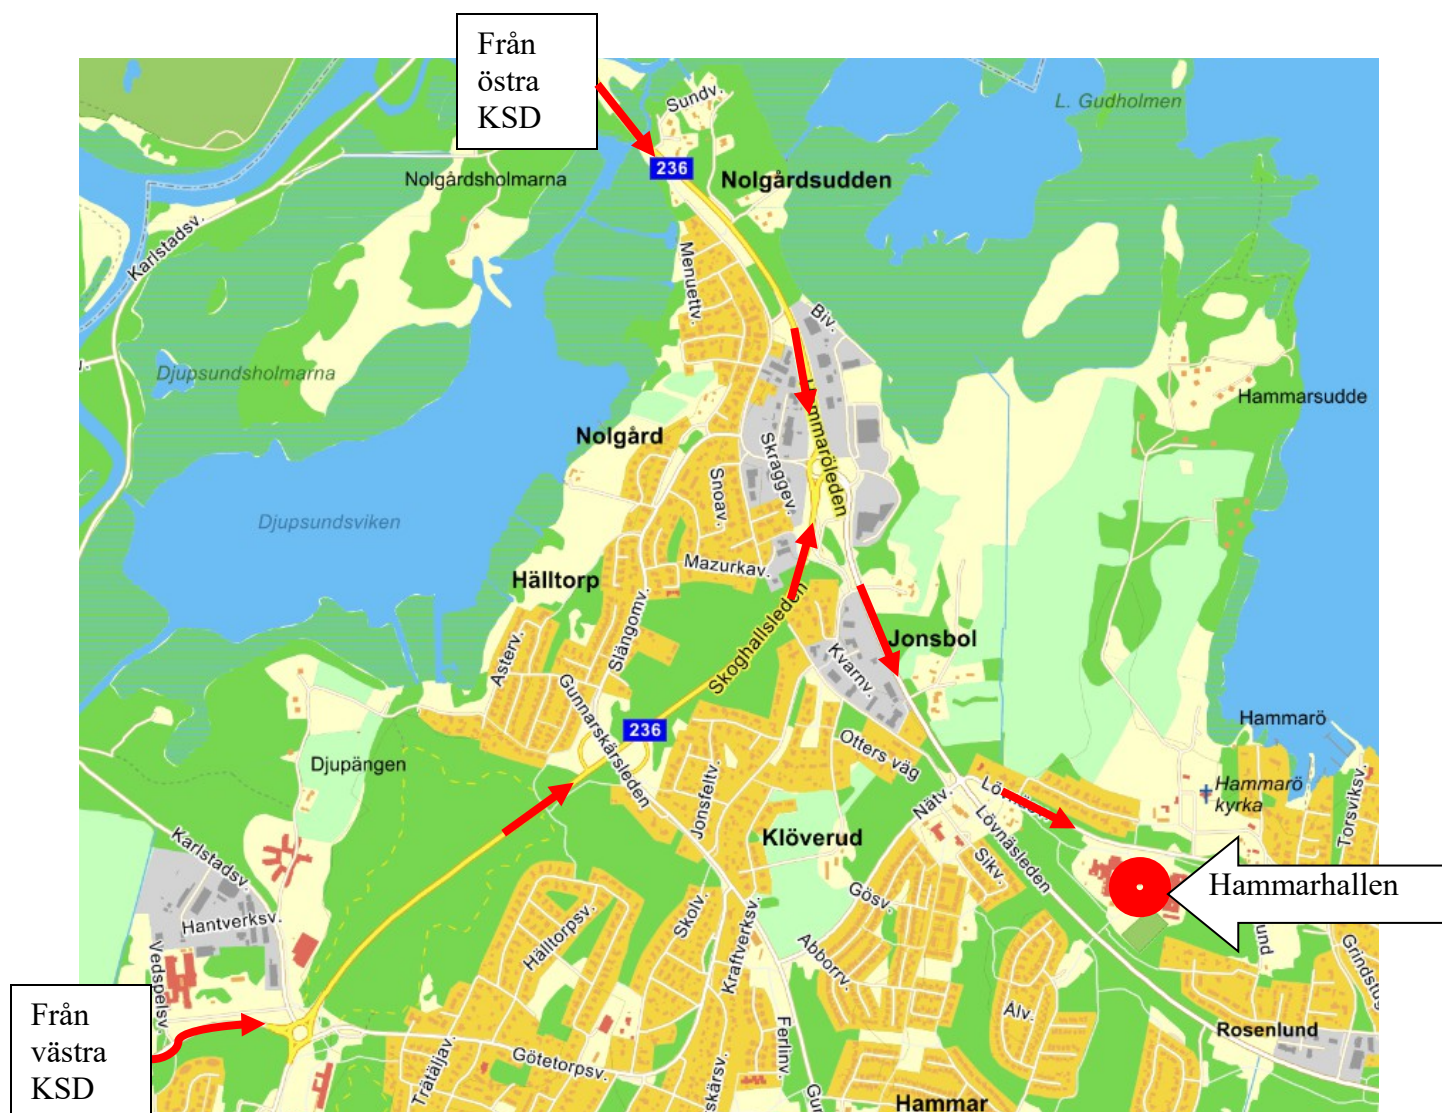 Från
östra
KSD
Sundv.
L. Gudholmen
236
Nolgårdsholmarna
Nolgårdsudden
Karlstadsv.
Menuettv.
Biv.
Djupsundsholmarna
Hammarsudde
Hammaröleden
Nolgård
Skraggev.
Snoav.
Djupsundsviken
Mazurkav.
Hälltorp
Skoghallsleden
Slängomv.
Asterv.
Jonsbol
Kvarnv.
Gunnarskärsleden
236
Hammarö
Otters väg
Djupängen
Jonsfeltv.
Nätv.
Lövnäsleden
Hammarö
kyrka
Torsviksv.
Klöverud
Karlstadsv.
Sikv.
Gösv.
Hammarhallen
Hantverksv.
Skolv.
Hälltorpsv.
Kraftverksv.
Abborrv.
Vedspelsv.
Ålv.
Från
västra
KSD
Rosenlund
Götetorpsv.
Trätäljav.
Ferlinv.
Hammar